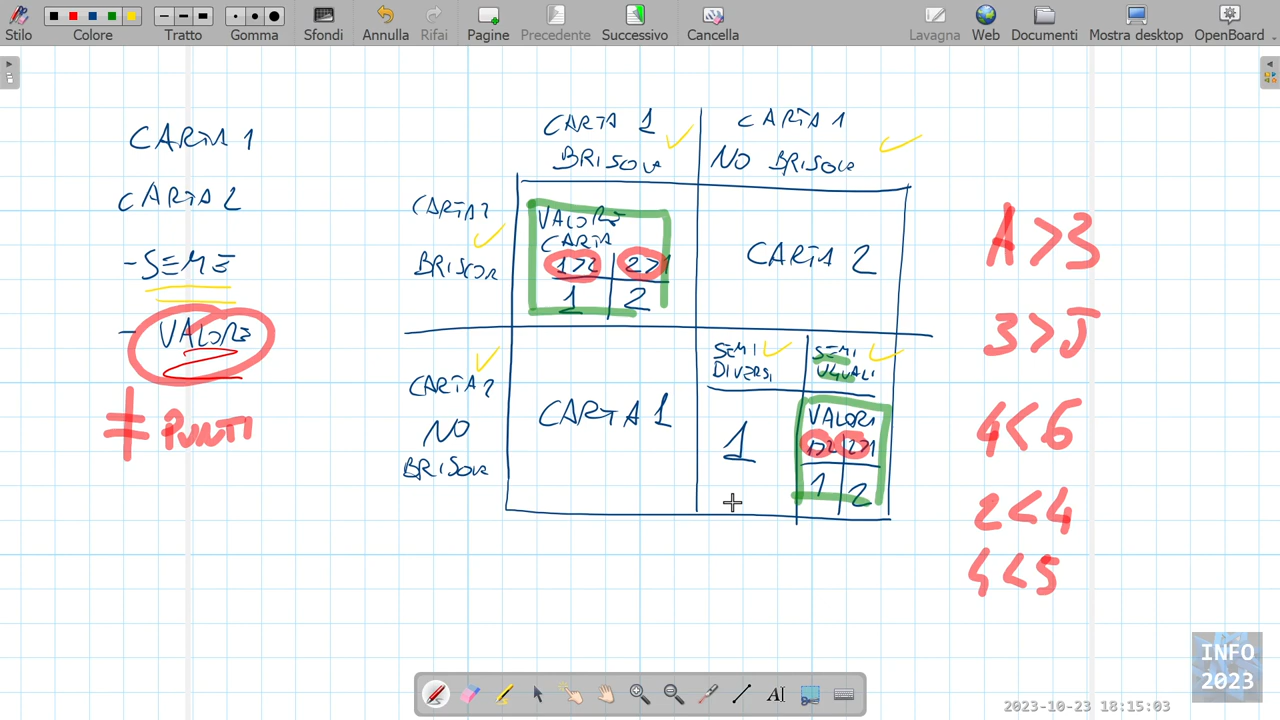 Stilo
Colore
Tratto
Gomma
Sfondi
Annulla
Rifai
Pagine
Precedente
Successivo
Cancella
Lavagna
Web
Documenti
Mostra desktop
OpenBoard
CARTA 1
CARTA 2
- SEME
- VALORE
≠ PUNTI
CARTA 1
BRISCOLA
CARTA 1
NO BRISCOLA
CARTA 2
BRISCOLA
VALORE
CARTA
1>2
2>1
1
2
CARTA 2
CARTA 2
NO
BRISCOLA
CARTA 1
SEMI
DIVERSI
1
SEMI
UGUALI
VALORI
1>2
2>1
1
2
A > 3
3 > J
4 < 6
2 < 4
4 < 5
INFO
2023
2023-10-23 18:15:03